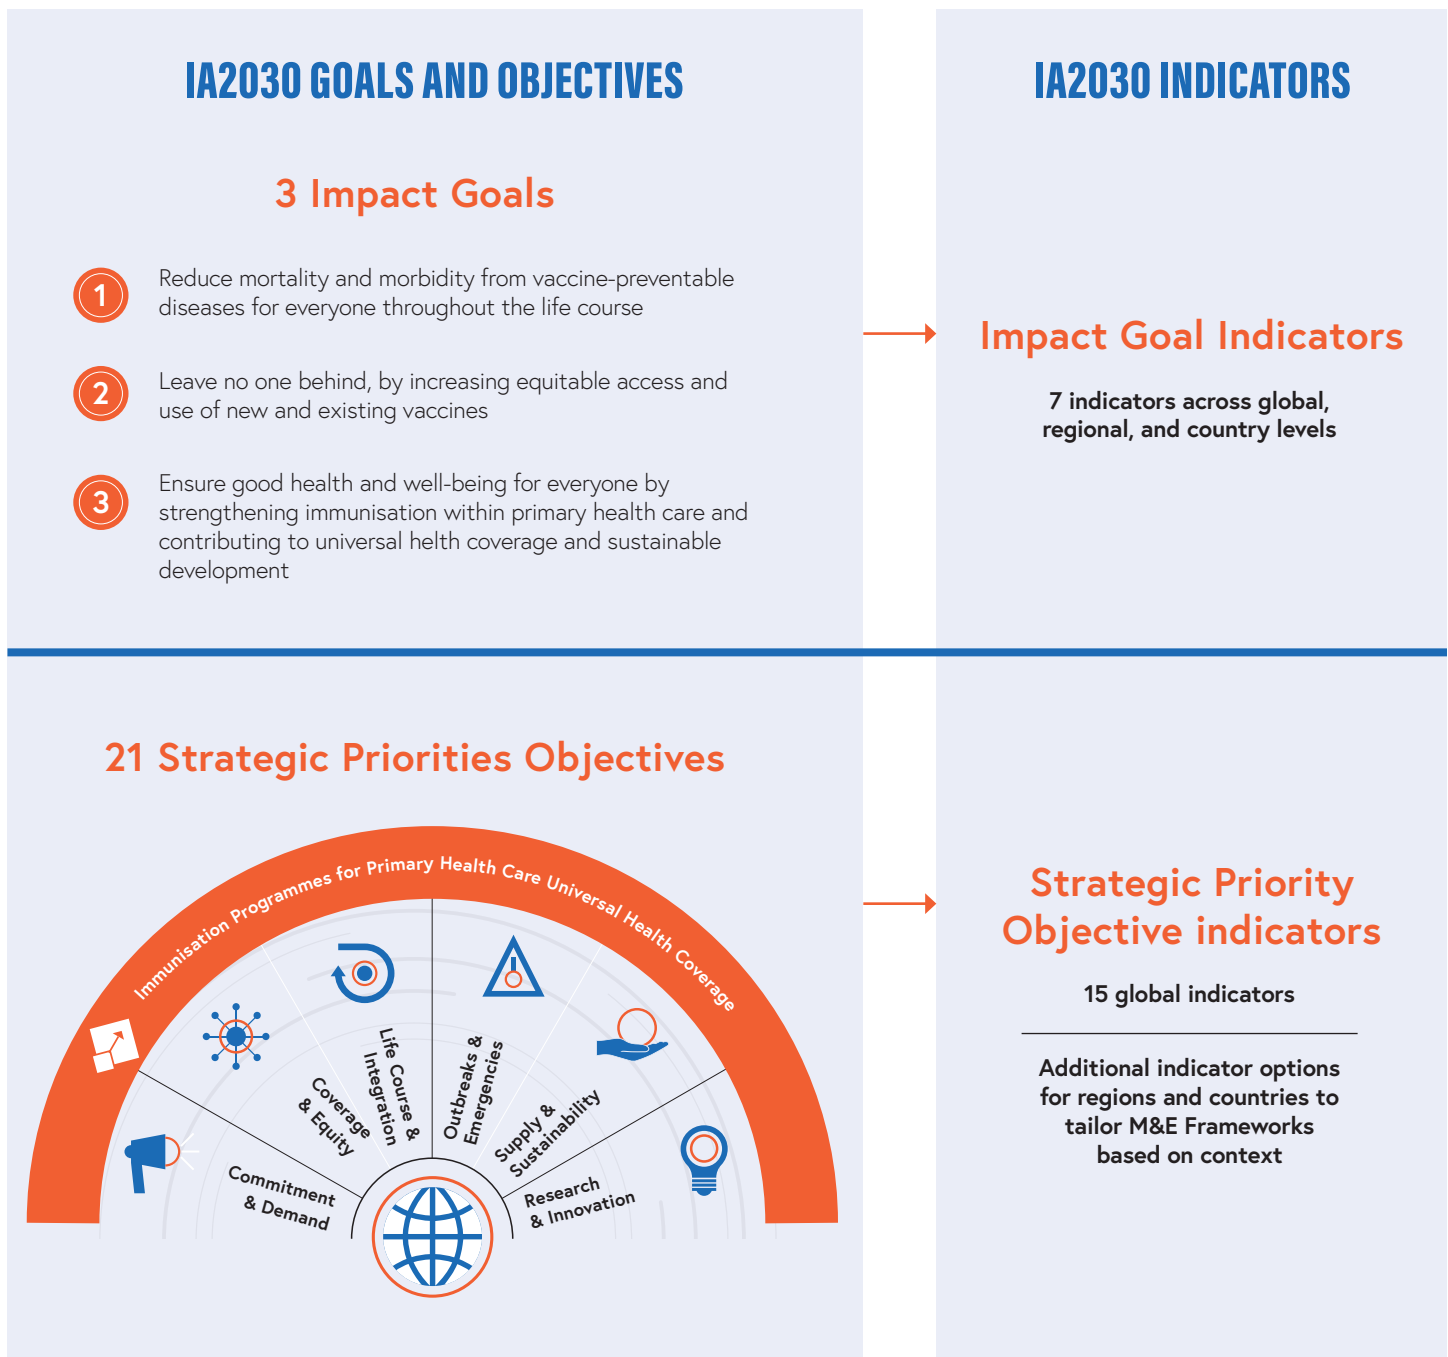 IA2030 GOALS AND OBJECTIVES
3 Impact Goals
1
Reduce mortality and morbidity from vaccine-preventable
diseases for everyone throughout the life course
2
Leave no one behind, by increasing equitable access and
use of new and existing vaccines
3
Ensure good health and well-being for everyone by
strengthening immunisation within primary health care and
contributing to universal helth coverage and sustainable
development
IA2030 INDICATORS
Impact Goal Indicators
7 indicators across global,
regional, and country levels
21 Strategic Priorities Objectives
Immunisation Programmes for Primary Health Care Universal Health Coverage
Commitment
& Demand
Coverage
& Equity
Life Course &
Integration
Outbreaks &
Emergencies
Supply &
Sustainability
Research
& Innovation
Strategic Priority
Objective indicators
15 global indicators
Additional indicator options
for regions and countries to
tailor M&E Frameworks
based on context